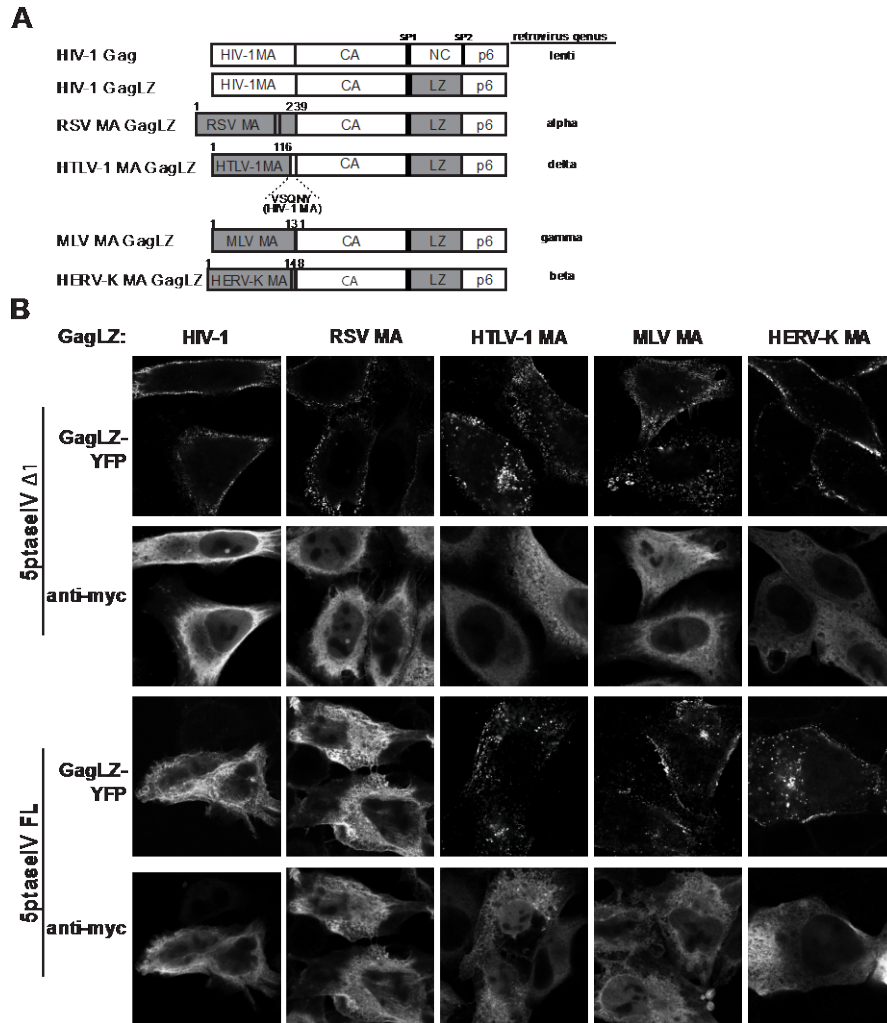 A
SP1 SP2 retrovirus genus
HIV-1 Gag HIV-1MA CA NC p6 lenti
HIV-1 GagLZ HIV-1MA CA LZ p6
1 239
RSV MA GagLZ RSV MA CA LZ p6 alpha
1 116
HTLV-1 MA GagLZ HTLV-1MA CA LZ p6 delta
VSQNY
(HIV-1 MA)
1 131
MLV MA GagLZ MLV MA CA LZ p6 gamma
1 148
HERV-K MA GagLZ HERV-K MA CA LZ p6 beta
B
GagLZ: HIV-1 RSV MA HTLV-1 MA MLV MA HERV-K MA
5ptaseIV Δ1
GagLZ-
YFP
anti-myc
5ptaseIV FL
GagLZ-
YFP
anti-myc